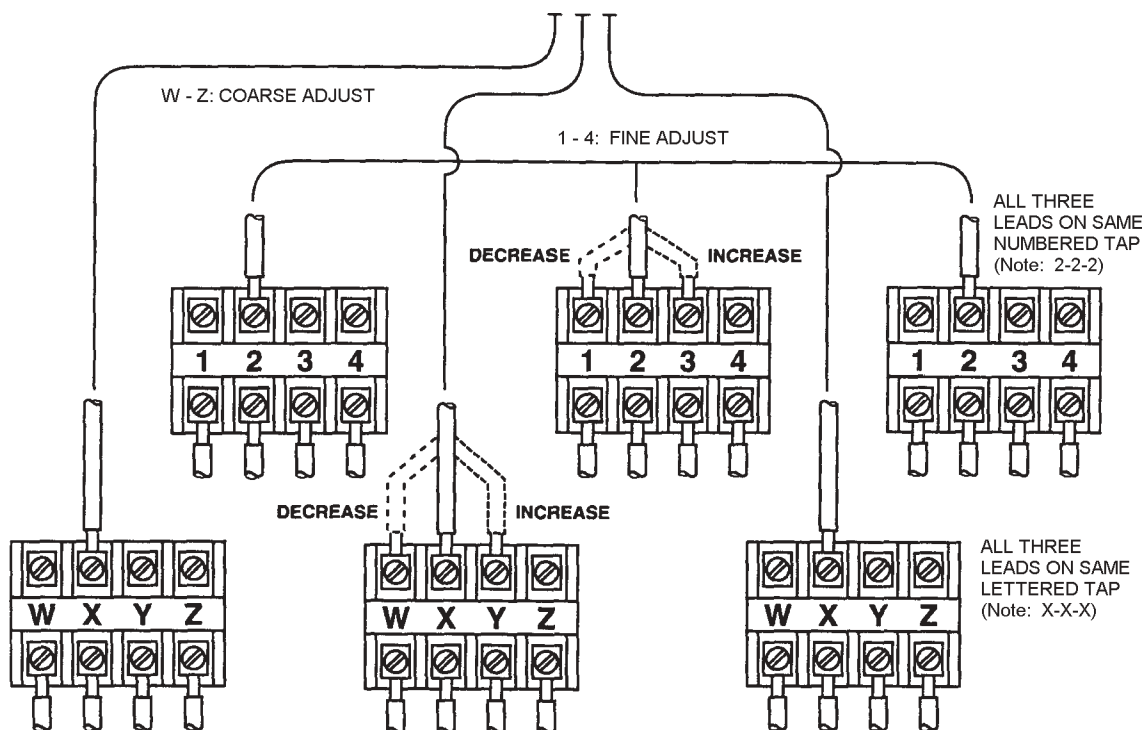 W - Z: COARSE ADJUST
1 - 4: FINE ADJUST
ALL THREE
LEADS ON SAME
NUMBERED TAP
(Note: 2-2-2)
DECREASE
INCREASE
1 2 3 4
1 2 3 4
1 2 3 4
DECREASE
INCREASE
ALL THREE
LEADS ON SAME
LETTERED TAP
(Note: X-X-X)
W X Y Z
W X Y Z
W X Y Z